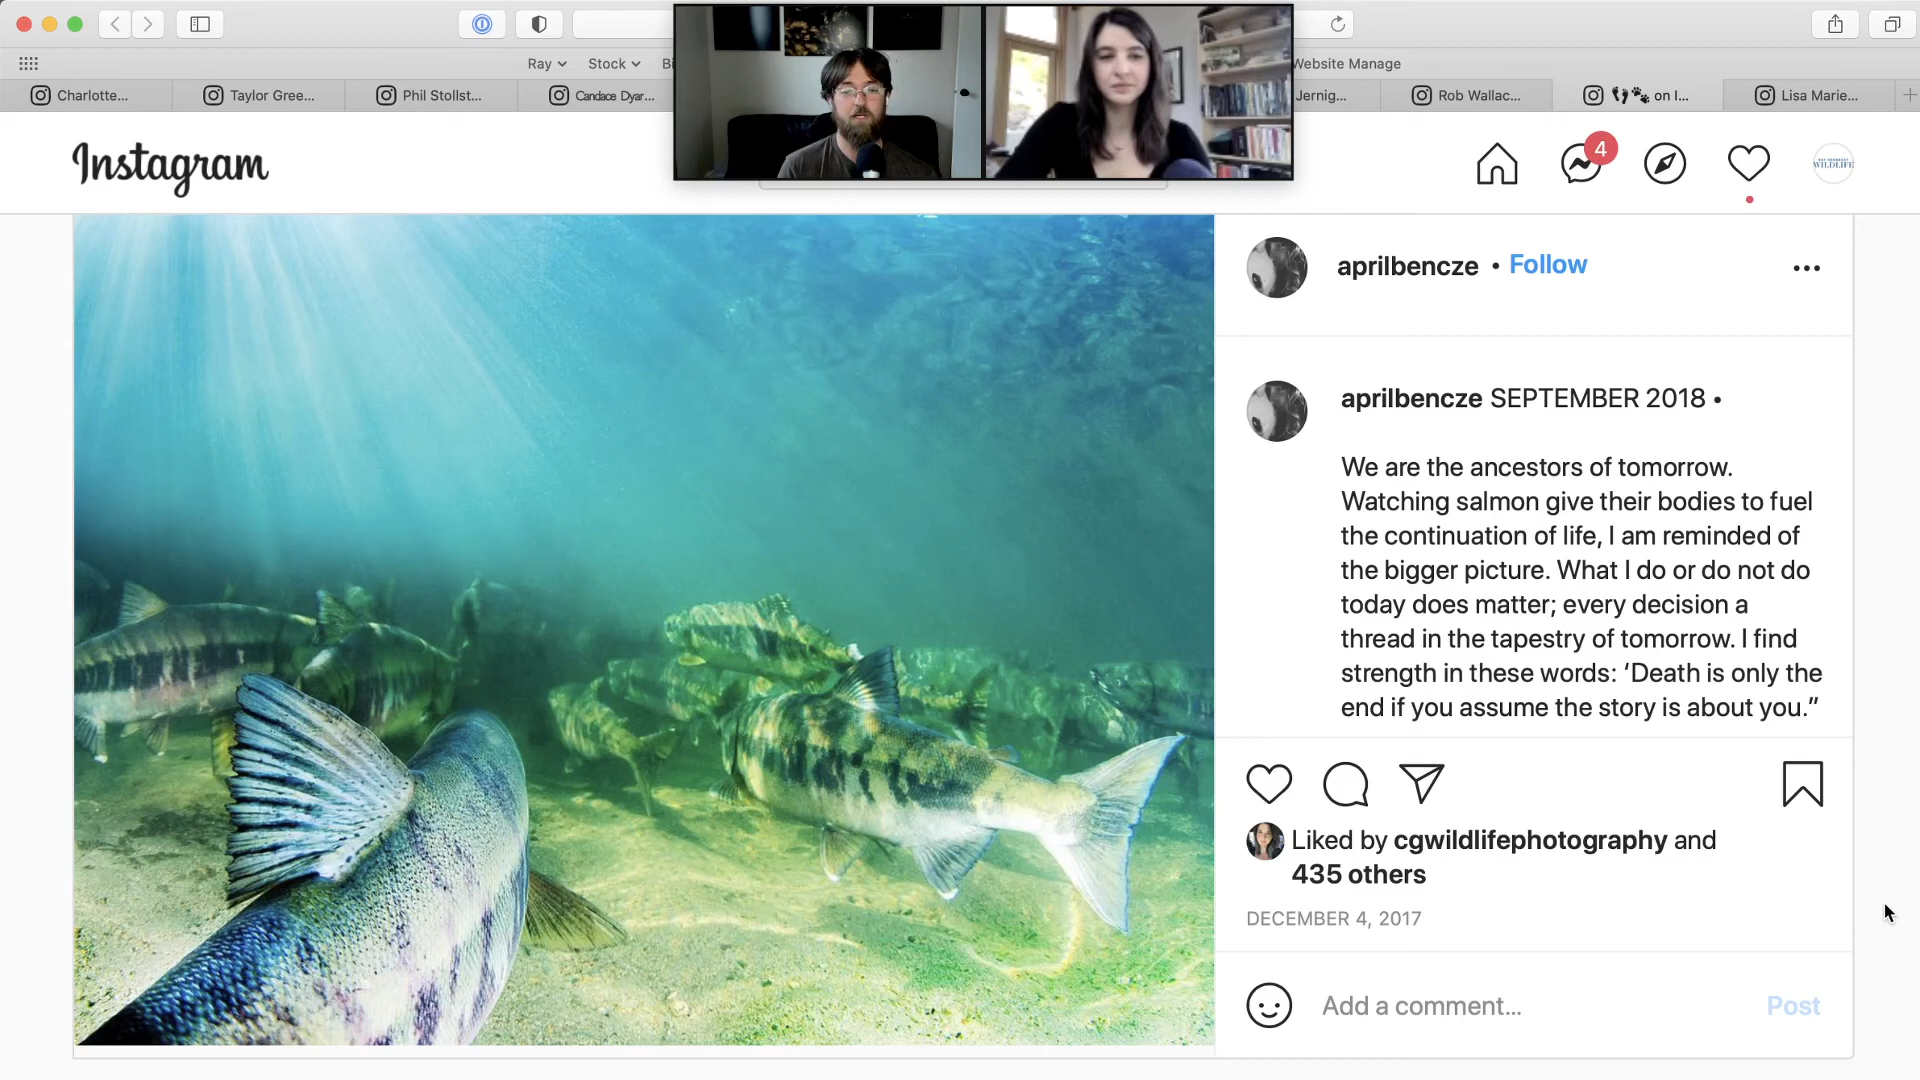 Ray
Stock
Bi
Website Manage
Charlotte...
Taylor Gree...
Phil Stollst...
Candace Dyar...
Jernig...
Rob Wallac...
on I...
Lisa Marie...
Instagram
4
WILDLIFE
aprilbencze • Follow
aprilbencze SEPTEMBER 2018 •
We are the ancestors of tomorrow.
Watching salmon give their bodies to fuel
the continuation of life, I am reminded of
the bigger picture. What I do or do not do
today does matter; every decision a
thread in the tapestry of tomorrow. I find
strength in these words: ‘Death is only the
end if you assume the story is about you.”
Liked by cgwildlifephotography and
435 others
DECEMBER 4, 2017
Add a comment...
Post